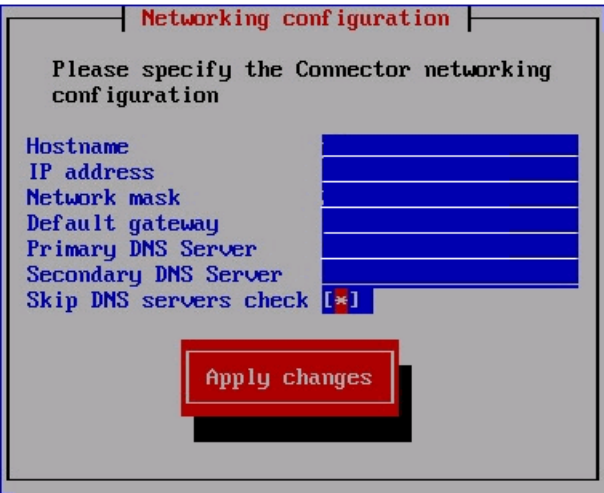 Networking configuration
Please specify the Connector networking
configuration
Hostname
IP address
Network mask
Default gateway
Primary DNS Server
Secondary DNS Server
Skip DNS servers check [*]
Apply changes